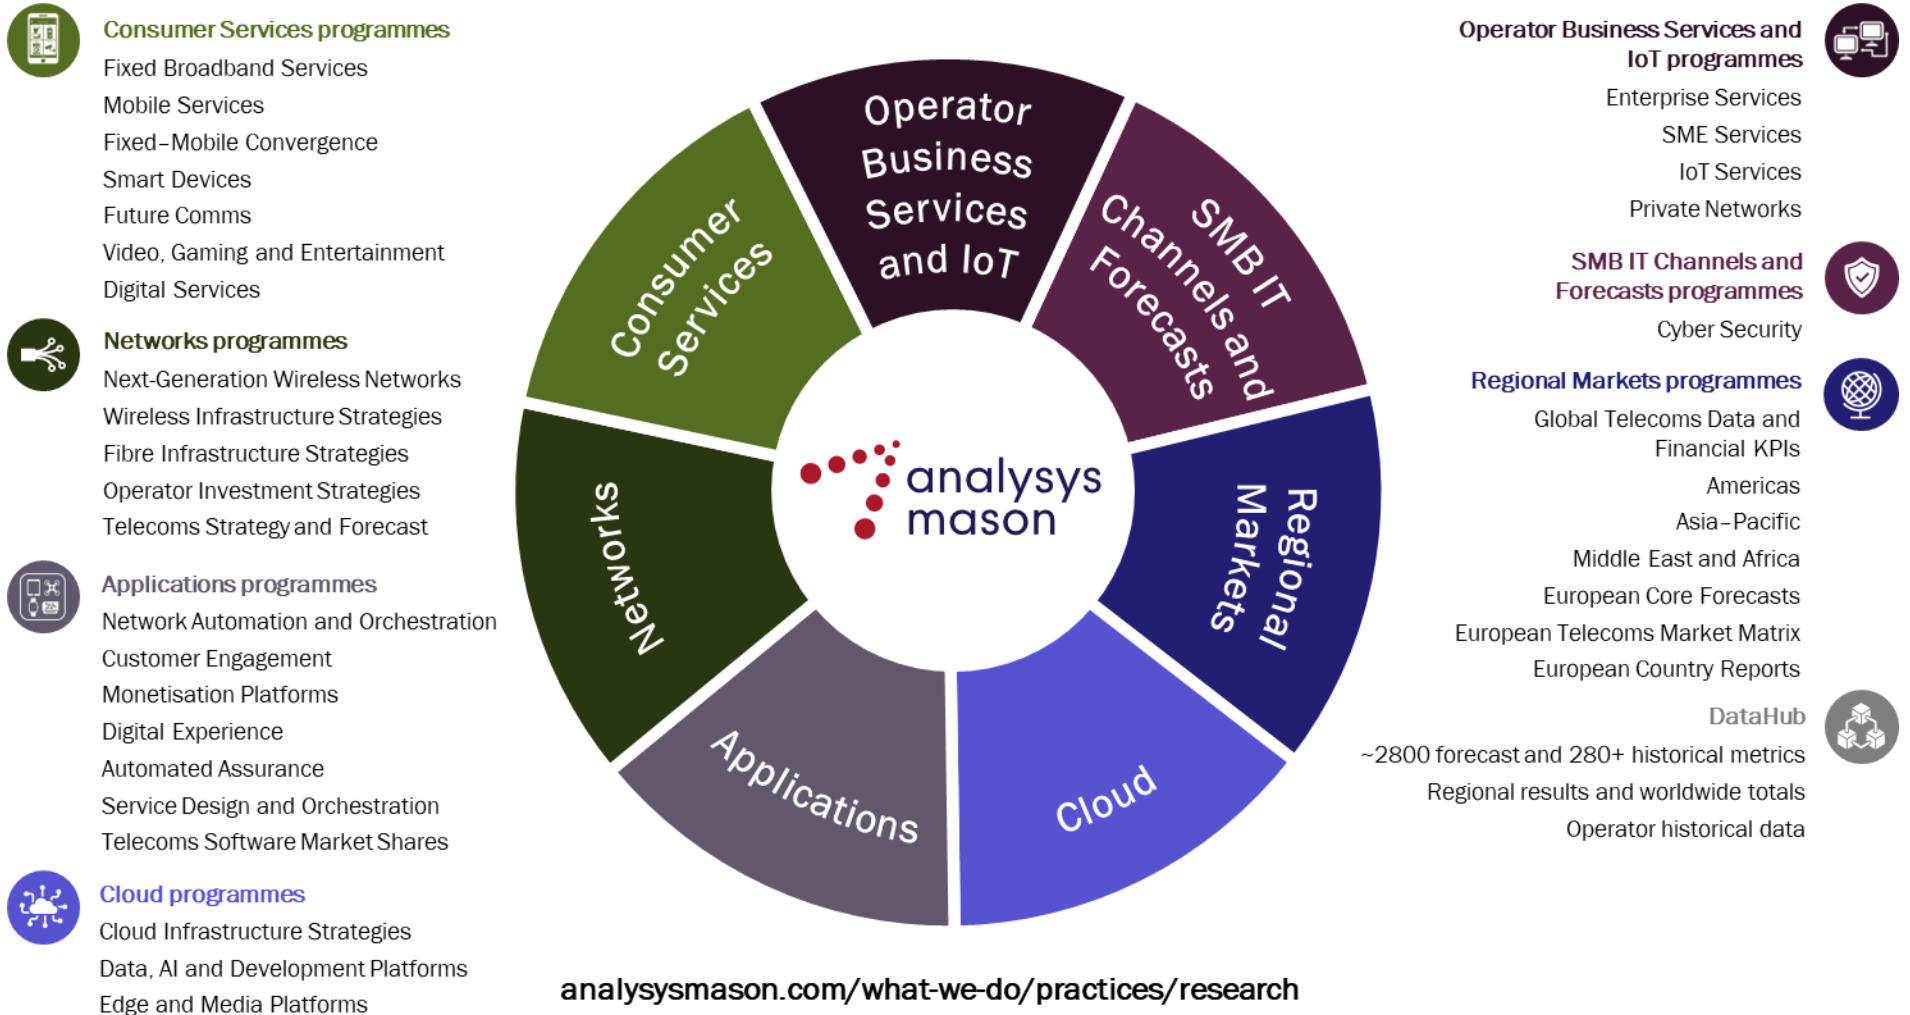 Consumer Services programmes
Fixed Broadband Services
Mobile Services
Fixed–Mobile Convergence
Smart Devices
Future Comms
Video, Gaming and Entertainment
Digital Services
Networks programmes
Next-Generation Wireless Networks
Wireless Infrastructure Strategies
Fibre Infrastructure Strategies
Operator Investment Strategies
Telecoms Strategy and Forecast
Applications programmes
Network Automation and Orchestration
Customer Engagement
Monetisation Platforms
Digital Experience
Automated Assurance
Service Design and Orchestration
Telecoms Software Market Shares
Cloud programmes
Cloud Infrastructure Strategies
Data, AI and Development Platforms
Edge and Media Platforms
Operator
Business
Services
and IoT
SMB IT
Channels and
Forecasts
Regional
Markets
Cloud
Applications
Networks
Consumer
Services
analysys
mason
analysysmason.com/what-we-do/practices/research
Operator Business Services and
IoT programmes
Enterprise Services
SME Services
IoT Services
Private Networks
SMB IT Channels and
Forecasts programmes
Cyber Security
Regional Markets programmes
Global Telecoms Data and
Financial KPIs
Americas
Asia–Pacific
Middle East and Africa
European Core Forecasts
European Telecoms Market Matrix
European Country Reports
DataHub
~2800 forecast and 280+ historical metrics
Regional results and worldwide totals
Operator historical data